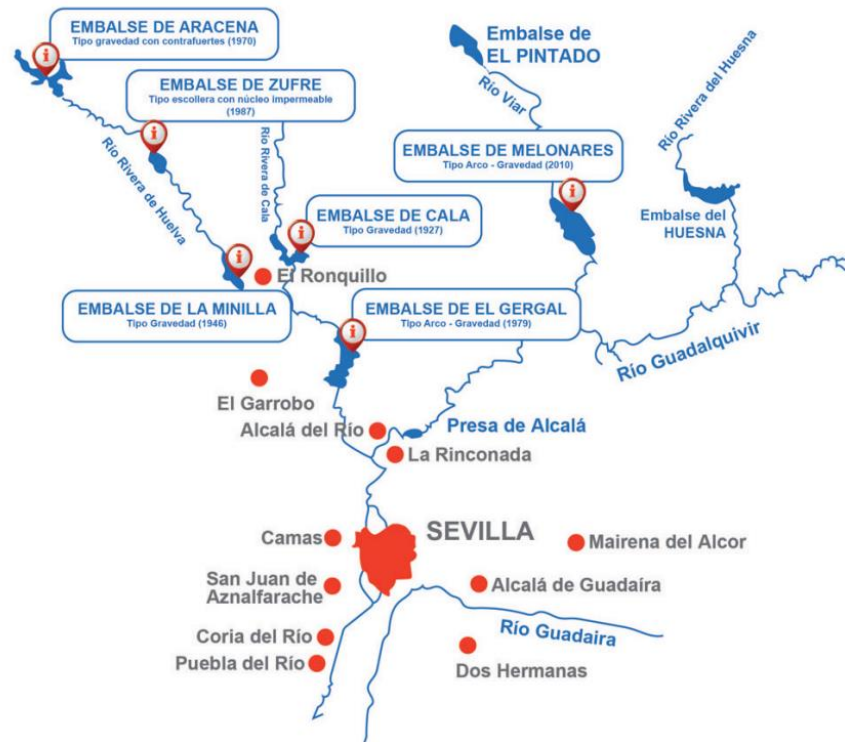 EMBALSE DE ARACENA
Tipo gravedad con contrafuertes (1970)
Embalse de
EL PINTADO
EMBALSE DE ZUFRE
Tipo escollera con núcleo impermeable
(1987)
Río Viar
Río Rivera del Huesna
Río Rivera de Huelva
Río Rivera de Cala
EMBALSE DE MELONARES
Tipo Arco - Gravedad (2010)
EMBALSE DE CALA
Tipo Gravedad (1927)
Embalse del
HUESNA
El Ronquillo
EMBALSE DE LA MINILLA
Tipo Gravedad (1946)
EMBALSE DE EL GERGAL
Tipo Arco - Gravedad (1979)
Río Guadalquivir
El Garrobo
Alcalá del Río
Presa de Alcalá
La Rinconada
SEVILLA
Camas
Mairena del Alcor
San Juan de
Aznalfarache
Alcalá de Guadaíra
Coria del Río
Río Guadaira
Puebla del Río
Dos Hermanas